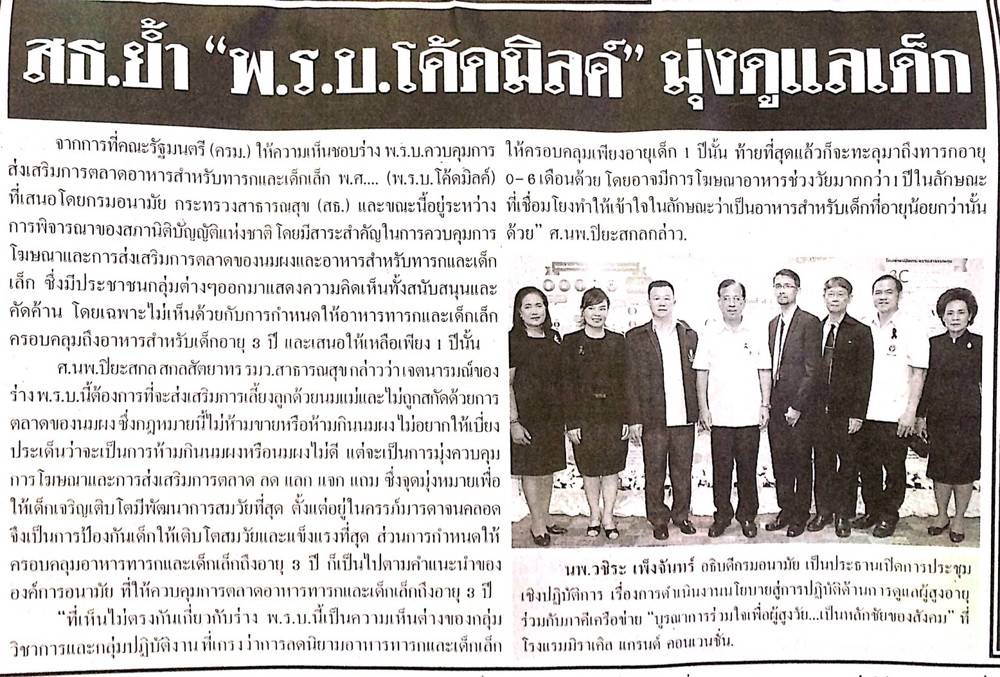 สธ.ย้ำ “พ.ร.บ.โค้ดมิลค์” มุ่งดูแลเด็ก
จากการที่คณะรัฐมนตรี (ครม.) ให้ความเห็นชอบร่าง พ.ร.บ.ควบคุมการ
ส่งเสริมการตลาดอาหารสำหรับทารกและเด็กเล็ก พ.ศ.... (พ.ร.บ.โค้ดมิลค์)
ที่เสนอโดยกรมอนามัย กระทรวงสาธารณสุข (สธ.) และขณะนี้อยู่ระหว่าง
การพิจารณาของสภานิติบัญญัติแห่งชาติ โดยมีสาระสำคัญในการควบคุมการ
โฆษณาและการส่งเสริมการตลาดของนมผงและอาหารสำหรับทารกและเด็ก
เล็ก ซึ่งมีประชาชนกลุ่มต่างๆออกมาแสดงความคิดเห็นทั้งสนับสนุนและ
คัดค้าน โดยเฉพาะไม่เห็นด้วยกับการกำหนดให้อาหารทารกและเด็กเล็ก
ครอบคลุมถึงอาหารสำหรับเด็กอายุ 3 ปี และเสนอให้เหลือเพียง 1 ปีนั้น
ศ.นพ.ปิยะสกล สกลสัตยาทร รมว.สาธารณสุข กล่าวว่า เจตนารมณ์ของ
ร่าง พ.ร.บ.นี้ต้องการที่จะส่งเสริมการเลี้ยงลูกด้วยนมแม่และไม่ถูกสกัดด้วยการ
ตลาดของนมผง ซึ่งกฎหมายนี้ไม่ห้ามขายหรือห้ามกินนมผง ไม่อยากให้เบี่ยง
ประเด็นว่าจะเป็นการห้ามกินนมผงหรือนมผงไม่ดี แต่จะเป็นการมุ่งควบคุม
การโฆษณาและการส่งเสริมการตลาด ลด แลก แจก แถม ซึ่งจุดมุ่งหมายเพื่อ
ให้เด็กเจริญเติบโตมีพัฒนาการสมวัยที่สุด ตั้งแต่อยู่ในครรภ์มารดาจนคลอด
จึงเป็นการป้องกันเด็กให้เติบโตสมวัยและแข็งแรงที่สุด ส่วนการกำหนดให้
ครอบคลุมอาหารทารกและเด็กเล็กถึงอายุ 3 ปี ก็เป็นไปตามคำแนะนำของ
องค์การอนามัย ที่ให้ควบคุมการตลาดอาหารทารกและเด็กเล็กถึงอายุ 3 ปี
“ที่เห็นไม่ตรงกันเกี่ยวกับร่าง พ.ร.บ.นี้เป็นความเห็นต่างของกลุ่ม
วิชาการและกลุ่มปฏิบัติงาน ที่เกรงว่าการลดนิยามอาหารทารกและเด็กเล็ก
ให้ครอบคลุมเพียงอายุเด็ก 1 ปีนั้น ท้ายที่สุดแล้วก็จะทะลุมาถึงทารกอายุ
0-6 เดือนด้วย โดยอาจมีการโฆษณาอาหารช่วงวัยมากกว่า 1 ปีในลักษณะ
ที่เชื่อมโยงทำให้เข้าใจในลักษณะว่าเป็นอาหารสำหรับเด็กที่อายุน้อยกว่านั้น
ด้วย” ศ.นพ.ปิยะสกลกล่าว.
นพ.วชิระ เพ็งจันทร์ อธิบดีกรมอนามัย เป็นประธานเปิดการประชุม
เชิงปฏิบัติการ เรื่องการดำเนินงานนโยบายสู่การปฏิบัติด้านการดูแลผู้สูงอายุ
ร่วมกับภาคีเครือข่าย “บูรณาการร่วมใจเพื่อผู้สูงวัย...เป็นหลักชัยของสังคม” ที่
โรงแรมมิราเคิล แกรนด์ คอนเวนชั่น.